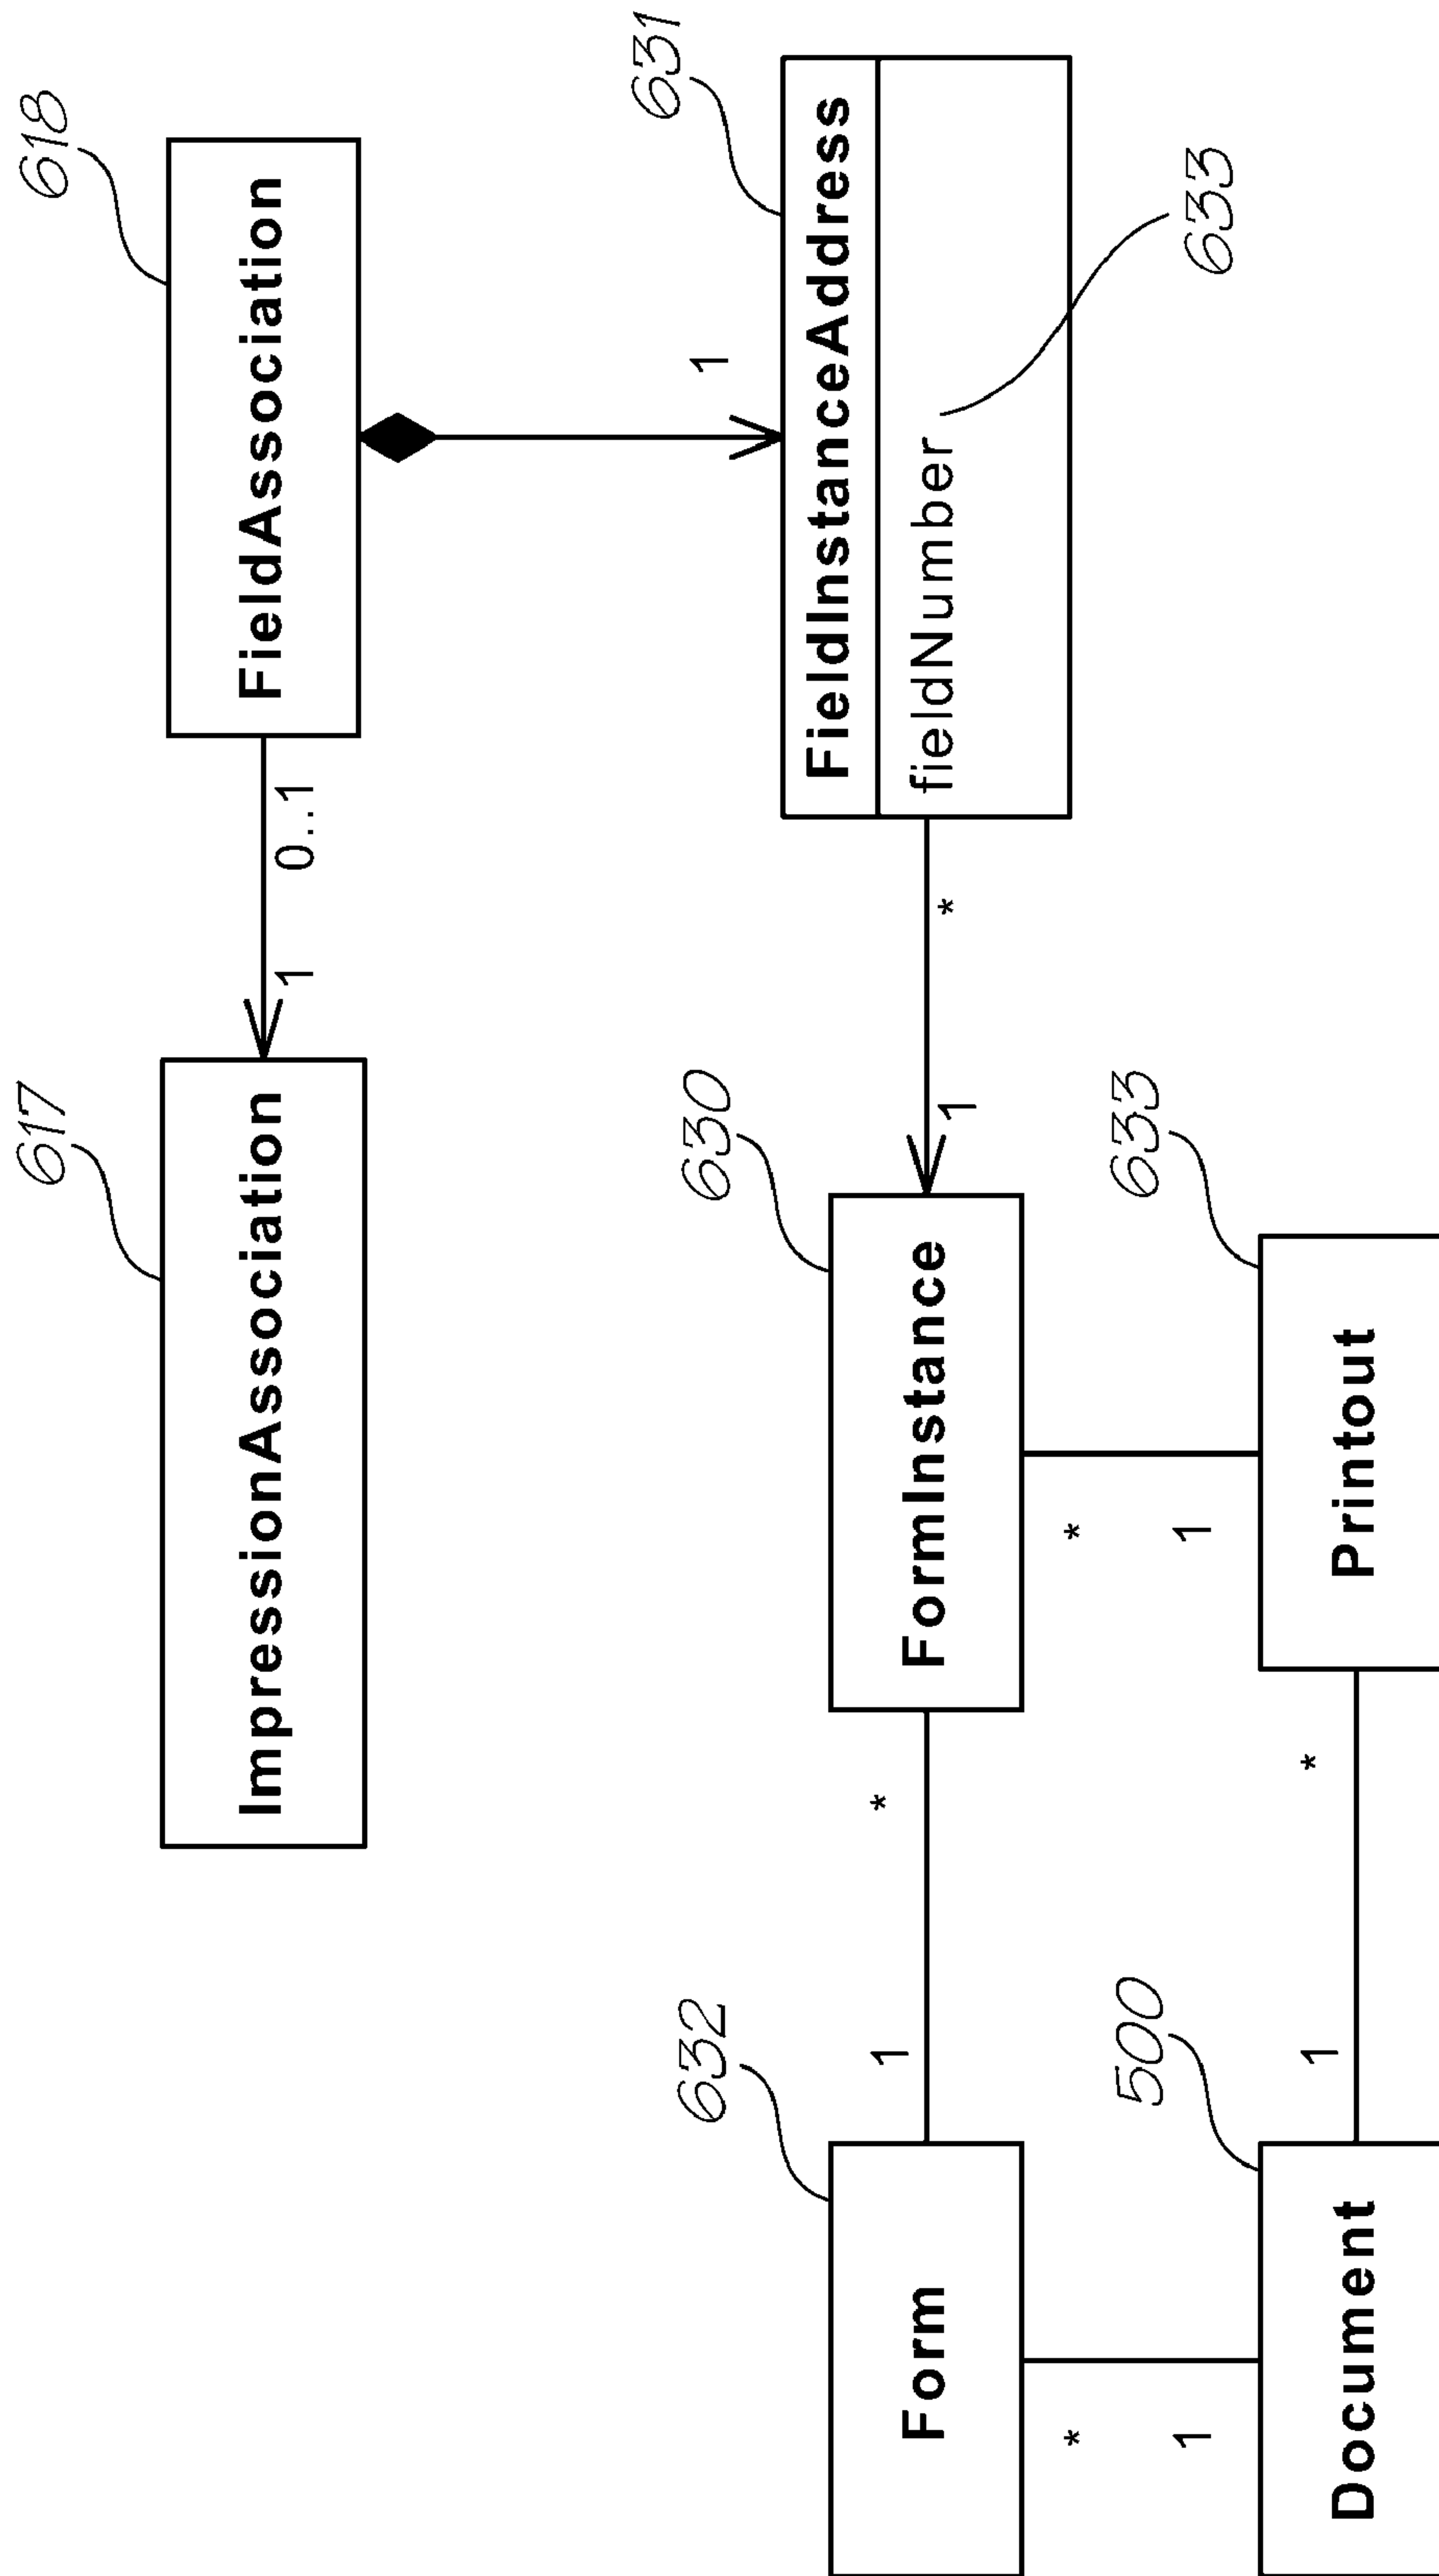 617
618
ImpressionAssociation
1
0..1
FieldAssociation
1
632
630
631
Form
1
*
FormInstance
1
*
FieldInstanceAddress
fieldNumber
633
*
1
*
1
500
633
Document
1
*
Printout